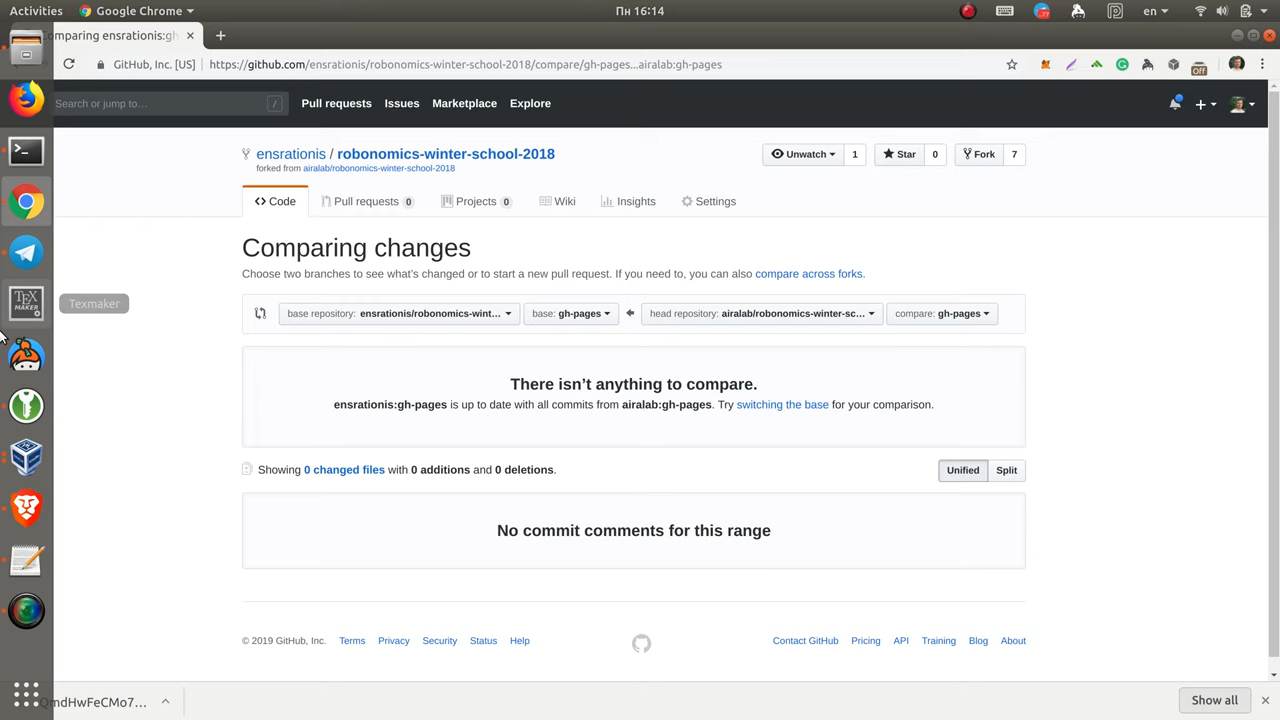 Activities
Google Chrome
Пн 16:14
en
Comparing ensrationis:gh
GitHub, Inc. [US]
https://github.com/ensrationis/robonomics-winter-school-2018/compare/gh-pages...airalab:gh-pages
Off
Search or jump to…
/
Pull requests
Issues
Marketplace
Explore
ensrationis / robonomics-winter-school-2018
forked from airalab/robonomics-winter-school-2018
Unwatch 1
Star 0
Fork 7
Code
Pull requests 0
Projects 0
Wiki
Insights
Settings
Comparing changes
Choose two branches to see what's changed or to start a new pull request. If you need to, you can also compare across forks.
TEX
MAKER
Texmaker
base repository: ensrationis/robonomics-wint…
base: gh-pages
head repository: airalab/robonomics-winter-sc…
compare: gh-pages
There isn't anything to compare.
ensrationis:gh-pages is up to date with all commits from airalab:gh-pages. Try switching the base for your comparison.
Showing 0 changed files with 0 additions and 0 deletions.
Unified
Split
No commit comments for this range
© 2019 GitHub, Inc.
Terms
Privacy
Security
Status
Help
Contact GitHub
Pricing
API
Training
Blog
About
QmdHwFeCMo7...
Show all